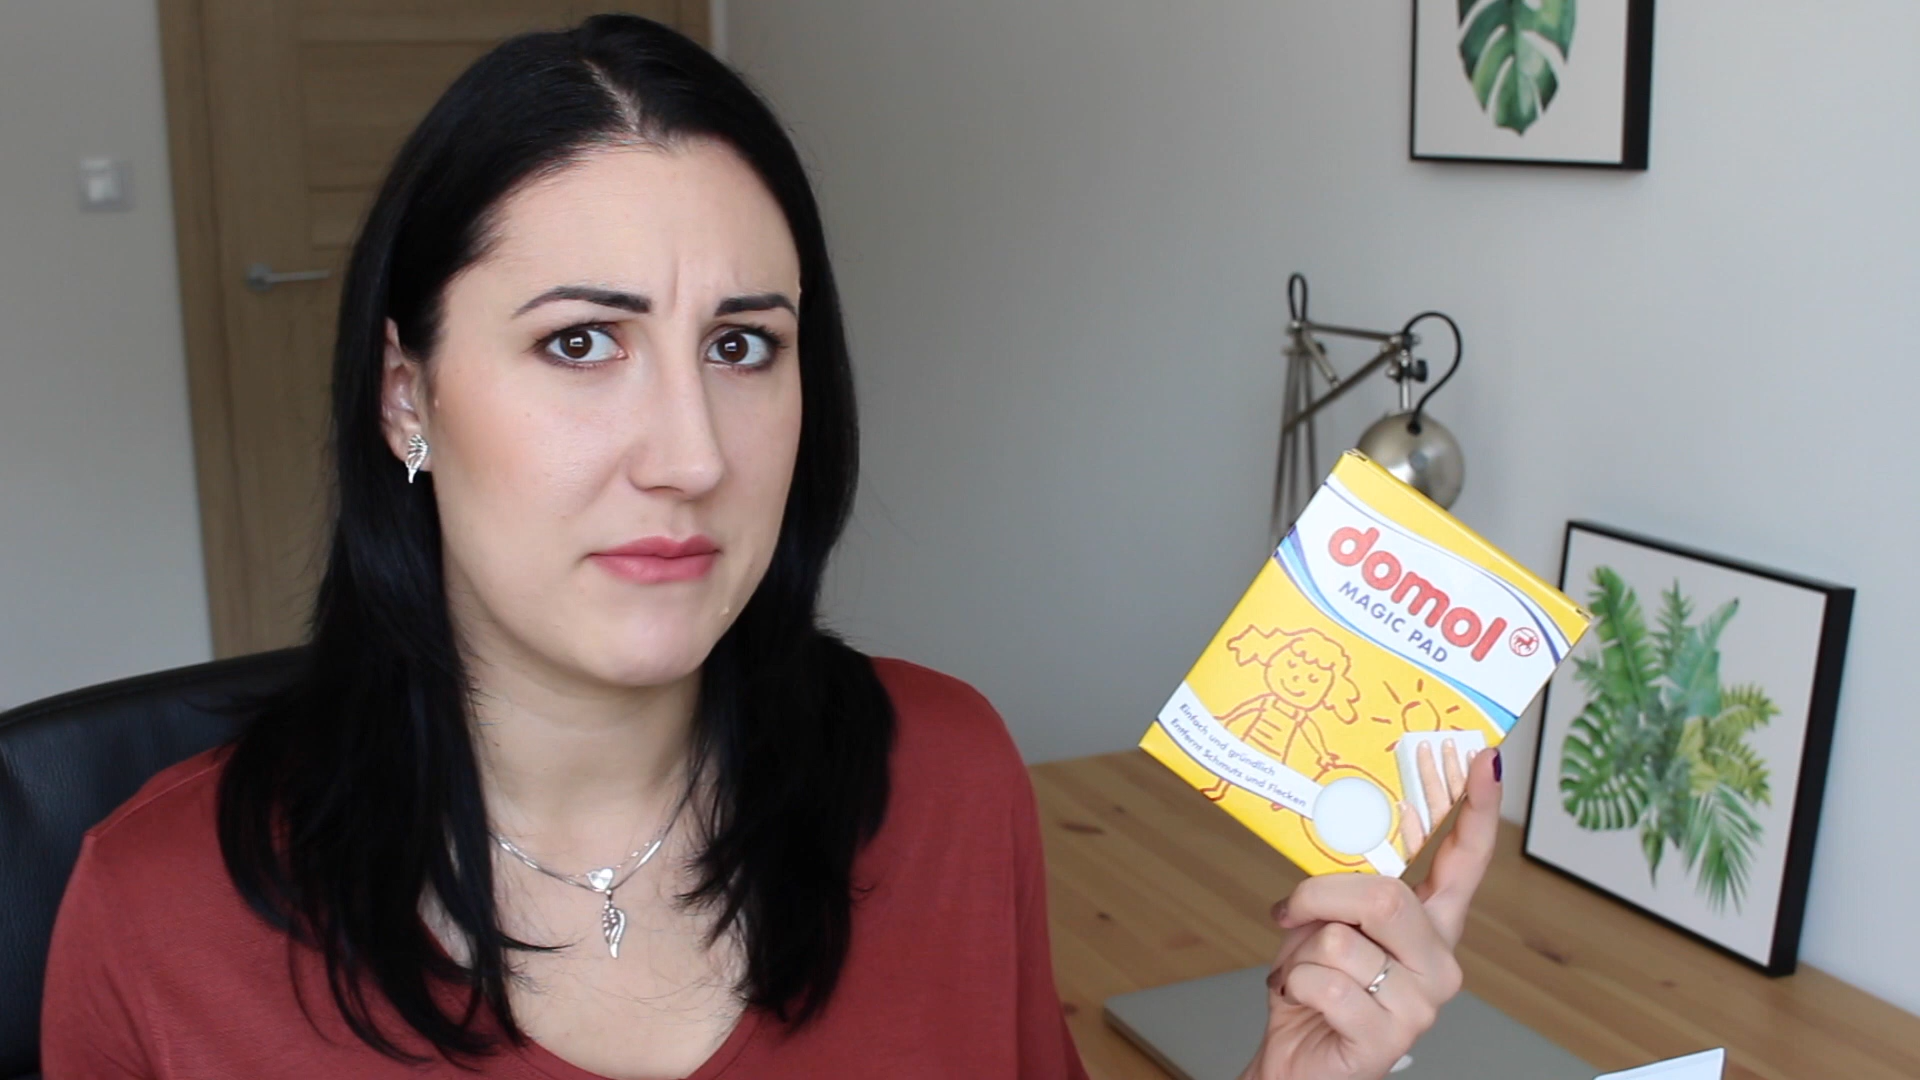 domol
MAGIC PAD
Einfach und gründlich
Entfernt Schmutz und Flecken